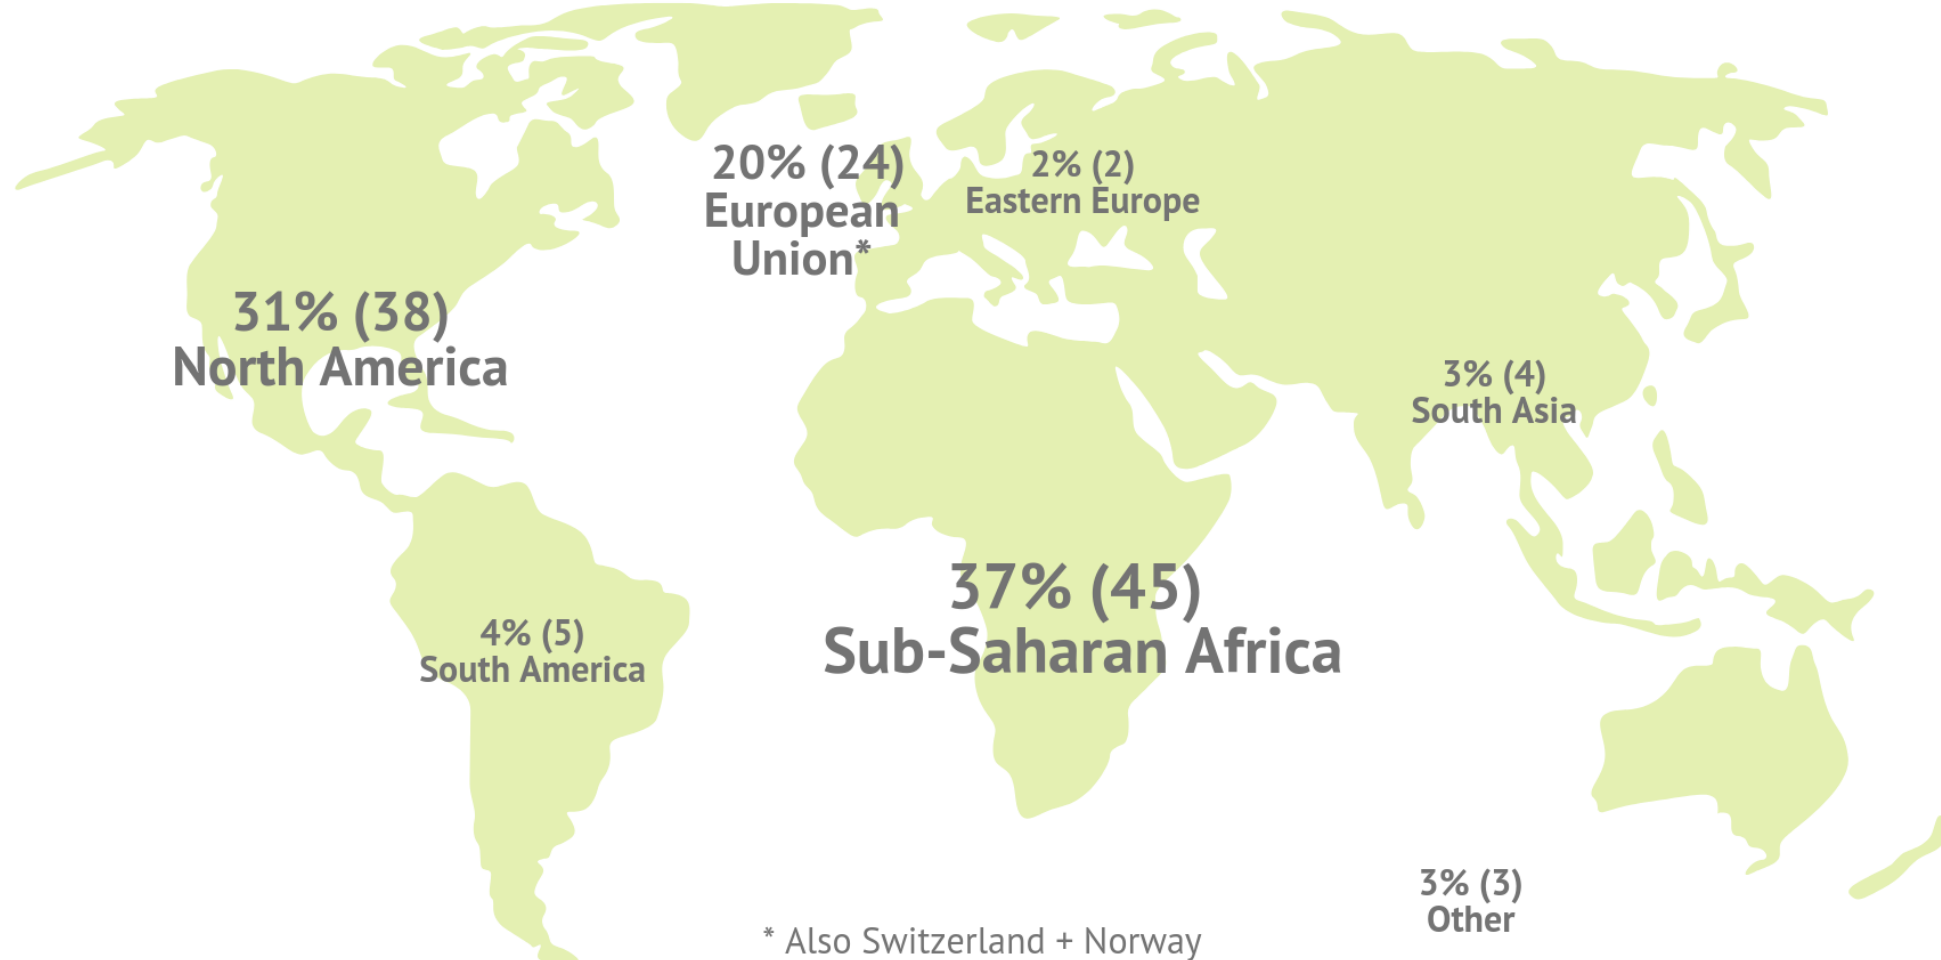 20% (24)
European
Union*
2% (2)
Eastern Europe
31% (38)
North America
3% (4)
South Asia
37% (45)
Sub-Saharan Africa
4% (5)
South America
3% (3)
Other
* Also Switzerland + Norway